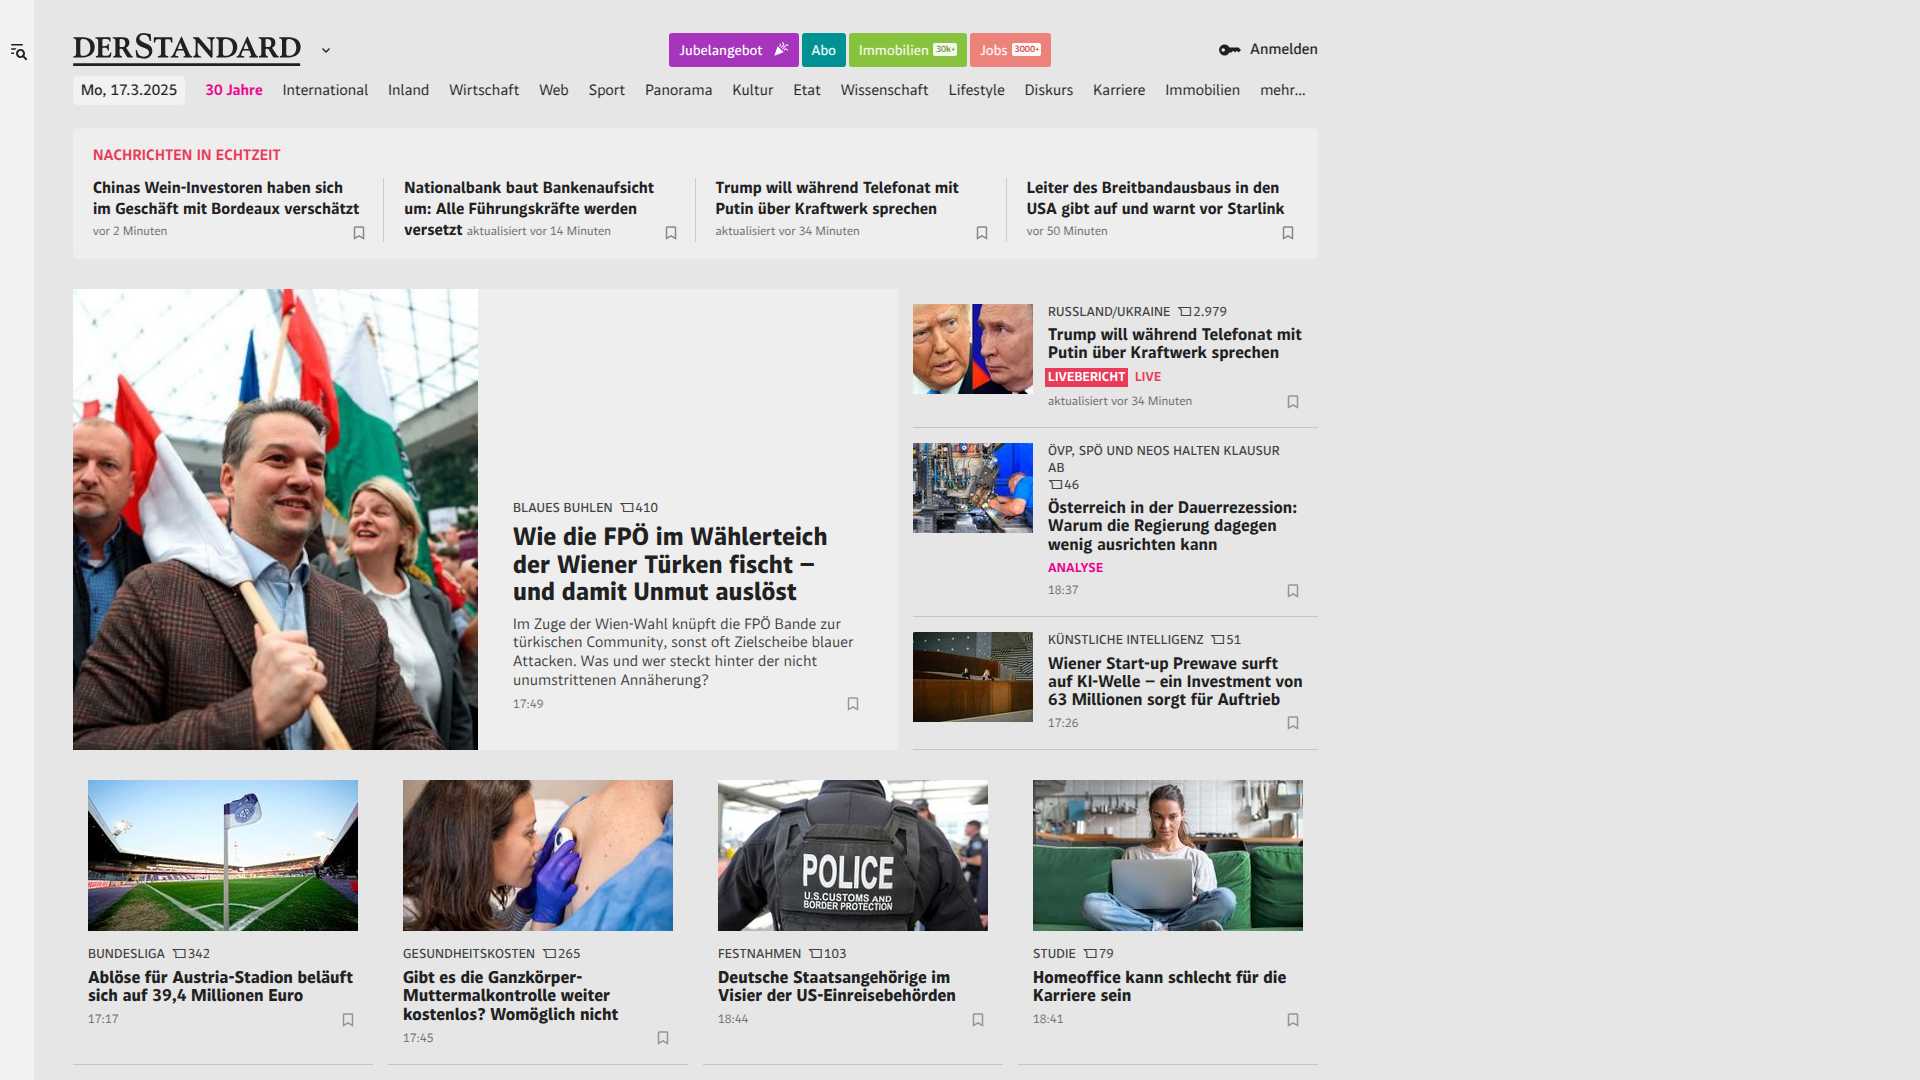 DERSTANDARD
Jubelangebot
Abo
Immobilien 30k+
Jobs 3000+
Anmelden
Mo, 17.3.2025
30 Jahre
International
Inland
Wirtschaft
Web
Sport
Panorama
Kultur
Etat
Wissenschaft
Lifestyle
Diskurs
Karriere
Immobilien
mehr...
NACHRICHTEN IN ECHTZEIT
Chinas Wein-Investoren haben sich
im Geschäft mit Bordeaux verschätzt
vor 2 Minuten
Nationalbank baut Bankenaufsicht
um: Alle Führungskräfte werden
versetzt aktualisiert vor 14 Minuten
Trump will während Telefonat mit
Putin über Kraftwerk sprechen
aktualisiert vor 34 Minuten
Leiter des Breitbandausbaus in den
USA gibt auf und warnt vor Starlink
vor 50 Minuten
BLAUES BUHLEN 410
Wie die FPÖ im Wählerteich
der Wiener Türken fischt –
und damit Unmut auslöst
Im Zuge der Wien-Wahl knüpft die FPÖ Bande zur
türkischen Community, sonst oft Zielscheibe blauer
Attacken. Was und wer steckt hinter der nicht
unumstrittenen Annäherung?
17:49
RUSSLAND/UKRAINE 2.979
Trump will während Telefonat mit
Putin über Kraftwerk sprechen
LIVEBERICHT LIVE
aktualisiert vor 34 Minuten
ÖVP, SPÖ UND NEOS HALTEN KLAUSUR
AB
46
Österreich in der Dauerrezession:
Warum die Regierung dagegen
wenig ausrichten kann
ANALYSE
18:37
KÜNSTLICHE INTELLIGENZ 51
Wiener Start-up Prewave surft
auf KI-Welle – ein Investment von
63 Millionen sorgt für Auftrieb
17:26
BUNDESLIGA 342
Ablöse für Austria-Stadion beläuft
sich auf 39,4 Millionen Euro
17:17
GESUNDHEITSKOSTEN 265
Gibt es die Ganzkörper-
Muttermalkontrolle weiter
kostenlos? Womöglich nicht
17:45
POLICE
U.S.CUSTOMS AND
BORDER PROTECTION
FESTNAHMEN 103
Deutsche Staatsangehörige im
Visier der US-Einreisebehörden
18:44
STUDIE 79
Homeoffice kann schlecht für die
Karriere sein
18:41